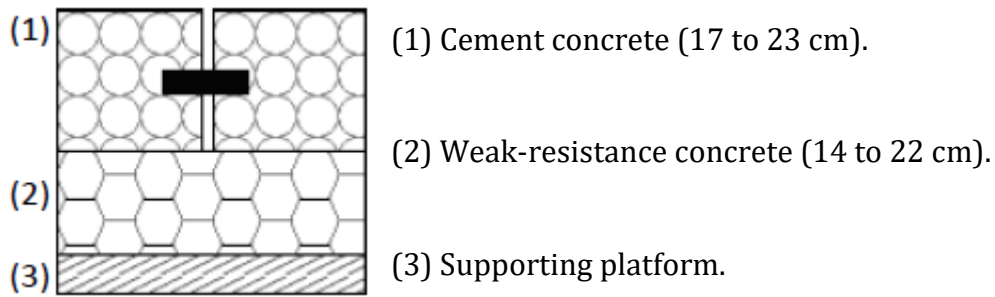 (1) (1) Cement concrete (17 to 23 cm).
(2) (2) Weak-resistance concrete (14 to 22 cm).
(3) (3) Supporting platform.